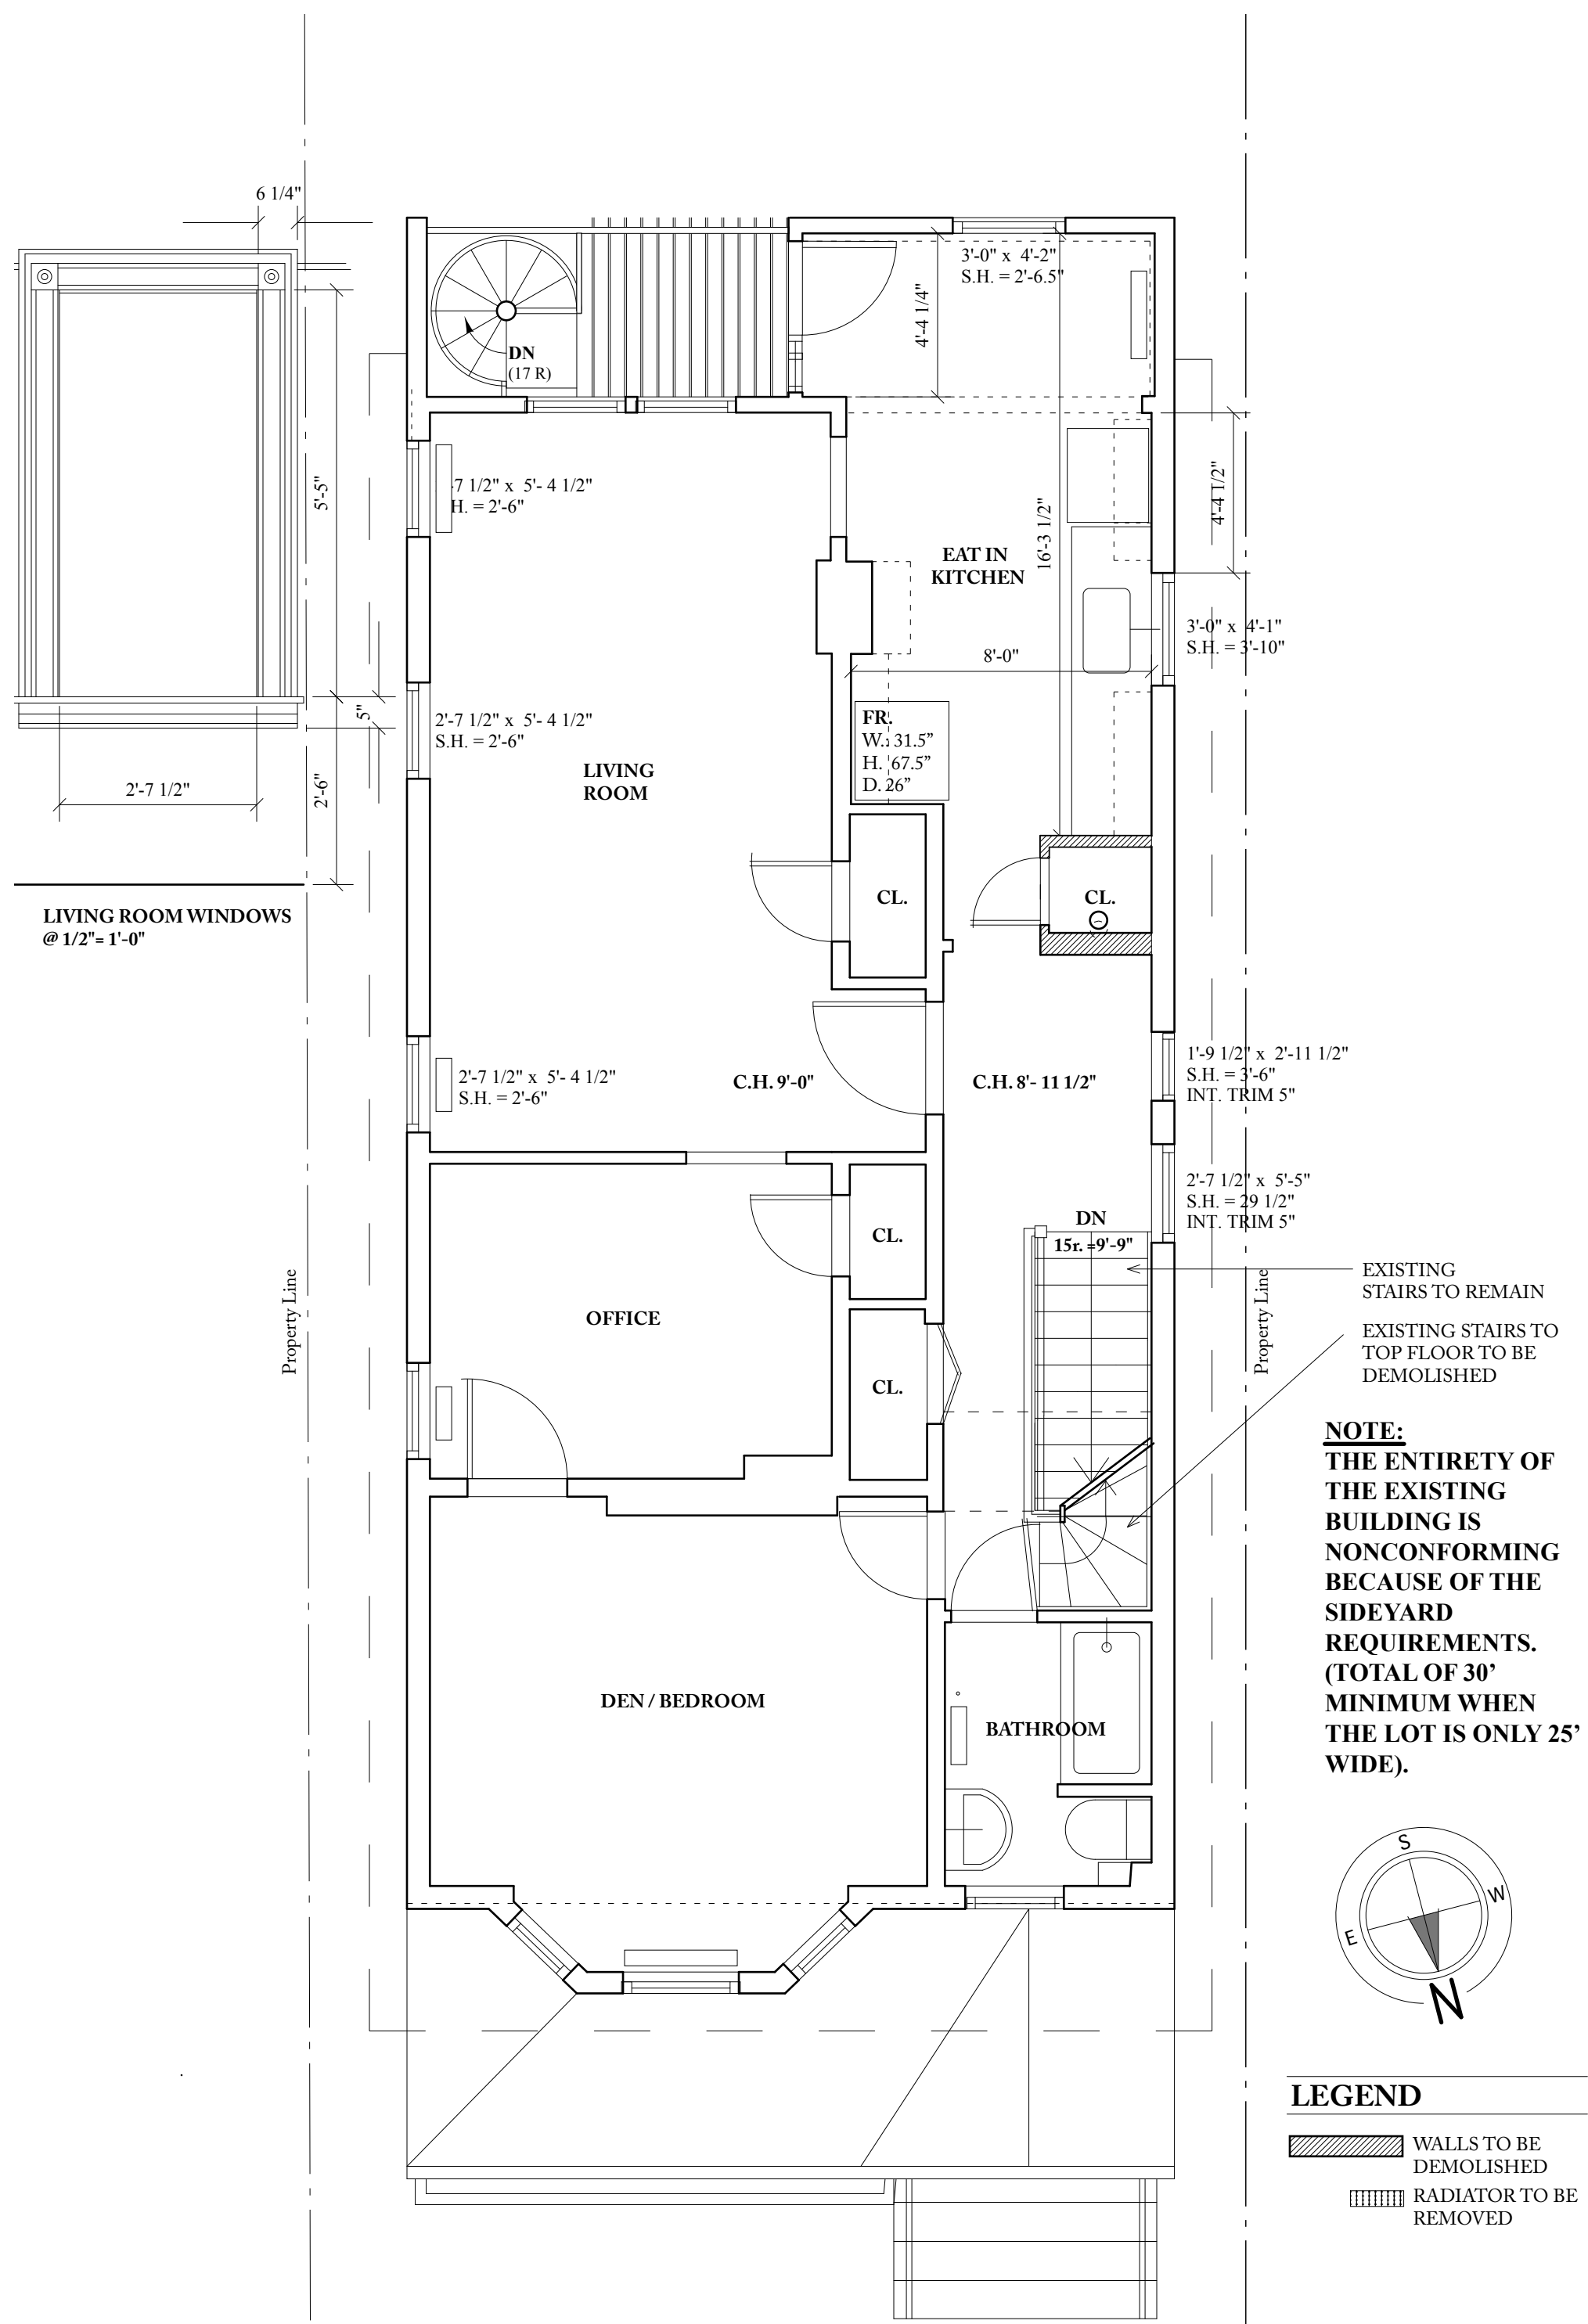 6 1/4"
5'-5"
5"
2'-6"
2'-7 1/2"
LIVING ROOM WINDOWS
@ 1/2"= 1'-0"
DN
(17 R)
3'-0" x 4'-2"
S.H. = 2'-6.5"
4'-4 1/4"
-7 1/2" x 5'- 4 1/2"
H. = 2'-6"
EAT IN
KITCHEN
16'-3 1/2"
4'-4 1/2"
3'-0" x 4'-1"
S.H. = 3'-10"
8'-0"
2'-7 1/2" x 5'- 4 1/2"
S.H. = 2'-6"
FR.
W.: 31.5”
H. 67.5”
D. 26”
LIVING
ROOM
CL.
CL.
2'-7 1/2" x 5'- 4 1/2"
S.H. = 2'-6"
C.H. 9'-0"
C.H. 8'- 11 1/2"
1'-9 1/2" x 2'-11 1/2"
S.H. = 3'-6"
INT. TRIM 5"
2'-7 1/2" x 5'-5"
S.H. = 29 1/2"
INT. TRIM 5"
DN
15r. =9'-9"
CL.
OFFICE
CL.
Property Line
Property Line
EXISTING
STAIRS TO REMAIN
EXISTING STAIRS TO
TOP FLOOR TO BE
DEMOLISHED
NOTE:
THE ENTIRETY OF
THE EXISTING
BUILDING IS
NONCONFORMING
BECAUSE OF THE
SIDEYARD
REQUIREMENTS.
(TOTAL OF 30’
MINIMUM WHEN
THE LOT IS ONLY 25’
WIDE).
DEN / BEDROOM
BATHROOM
S
W
E
N
LEGEND
WALLS TO BE
DEMOLISHED
RADIATOR TO BE
REMOVED